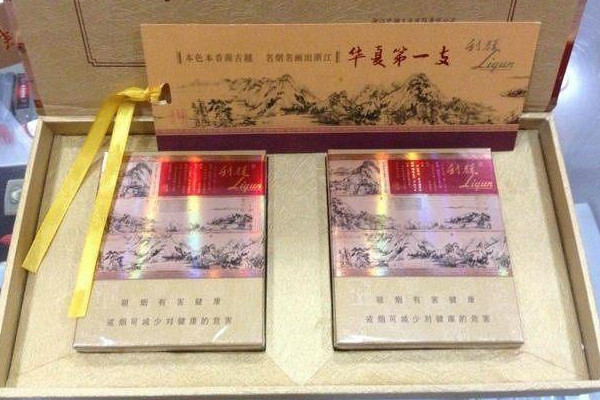 本色本香源古越 名烟名画出浙江
华夏第一支
利群
Liqun
利群
Liqun
吸烟有害健康
戒烟可减少对健康的危害
利群
Liqun
吸烟有害健康
戒烟可减少对健康的危害